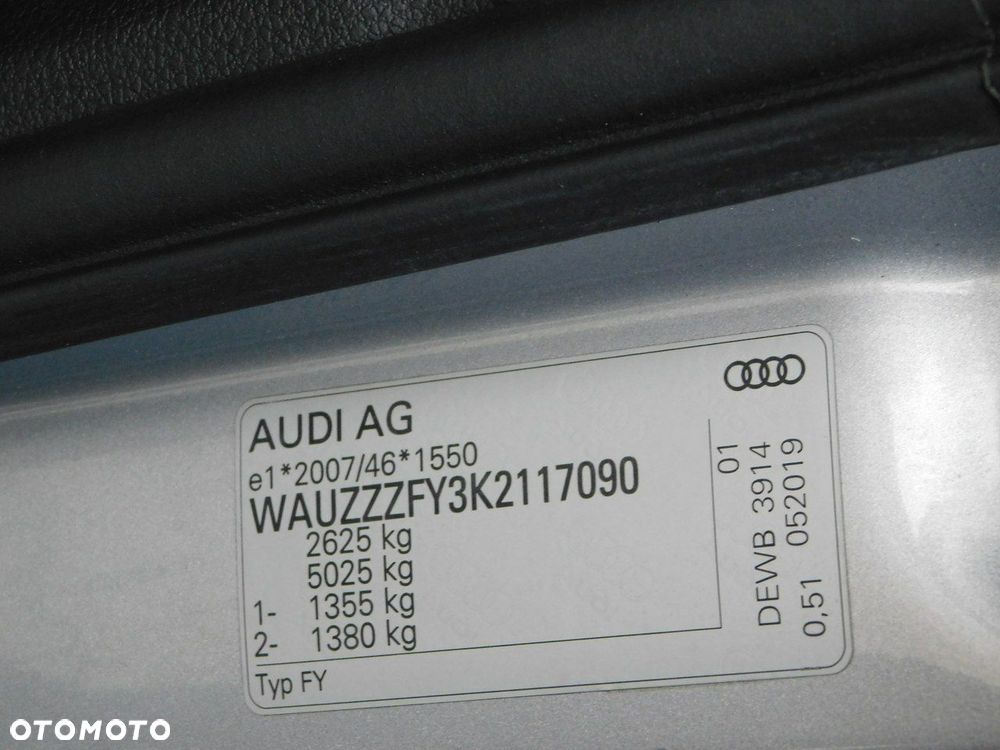 AUDI AG
e1*2007/46*1550
WAUZZZFY3K2117090
2625 kg
5025 kg
1- 1355 kg
2- 1380 kg
Typ FY
01
DEWB 3914
0,51 052019
OTOMOTO